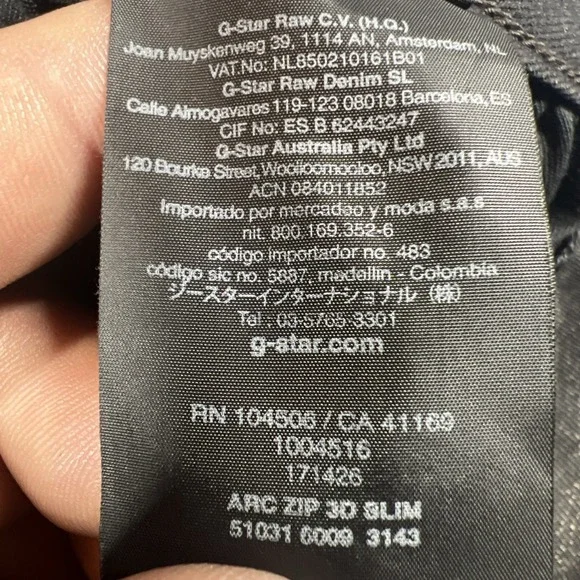 G-Star Raw C.V. (H.Q.)
Joan Muyskenweg 39, 1114 AN, Amsterdam, NL
VAT No: NL850210161B01
G-Star Raw Denim SL
Calle Almogavares 119-123 08018 Barcelona, ES
CIF No: ES B 62443247
G-Star Australia Pty Ltd
120 Bourke Street, Woolloomooloo, NSW 2011, AUS
ACN 084011852
Importado por mercadeo y moda s.a.s
nit. 800 169.352-6
código importador no. 483
código sic no. 5887, medellin - Colombia
ジースターインターナショナル (株)
Tel : 03-5765-3301
g-star.com
RN 104506 / CA 41169
1004516
171426
ARC ZIP 3D SLIM
51031 6009 3143